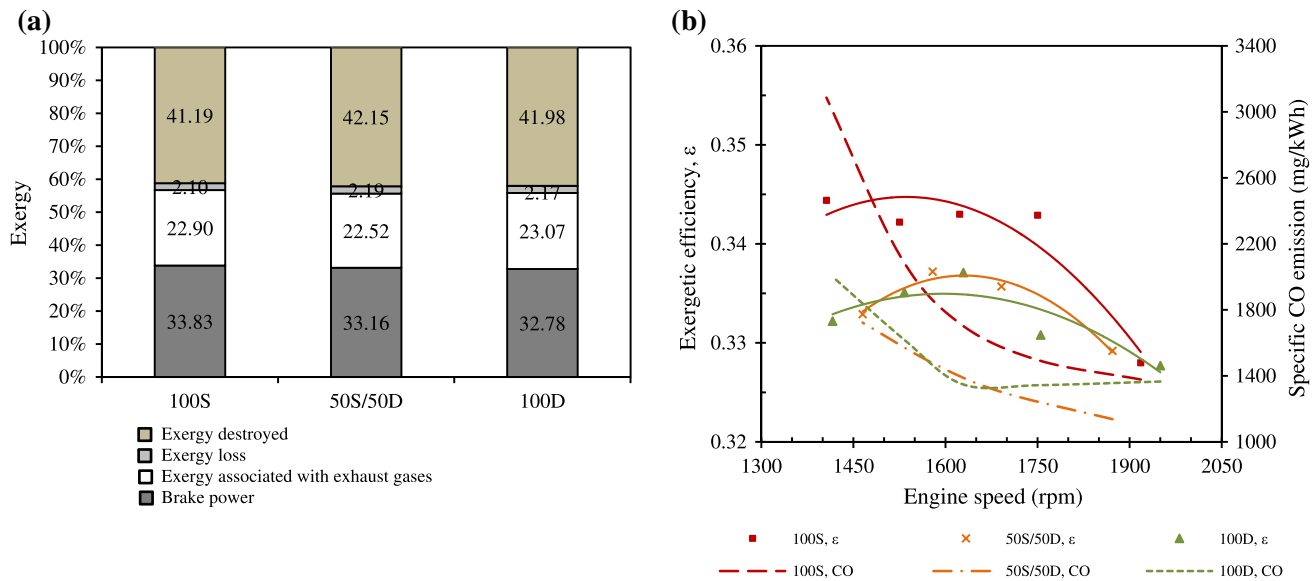 (a)
100%
90%
80%
70%
60%
50%
40%
30%
20%
10%
0%
Exergy
41.19
42.15
41.98
2.10
2.19
2.17
22.90
22.52
23.07
33.83
33.16
32.78
100S
50S/50D
100D
Exergy destroyed
Exergy loss
Exergy associated with exhaust gases
Brake power
(b)
0.36
0.35
0.34
0.33
0.32
Exergetic efficiency, ε
3400
3000
2600
2200
1800
1400
1000
Specific CO emission (mg/kWh)
1300
1450
1600
1750
1900
2050
Engine speed (rpm)
100S, ε
50S/50D, ε
100D, ε
100S, CO
50S/50D, CO
100D, CO